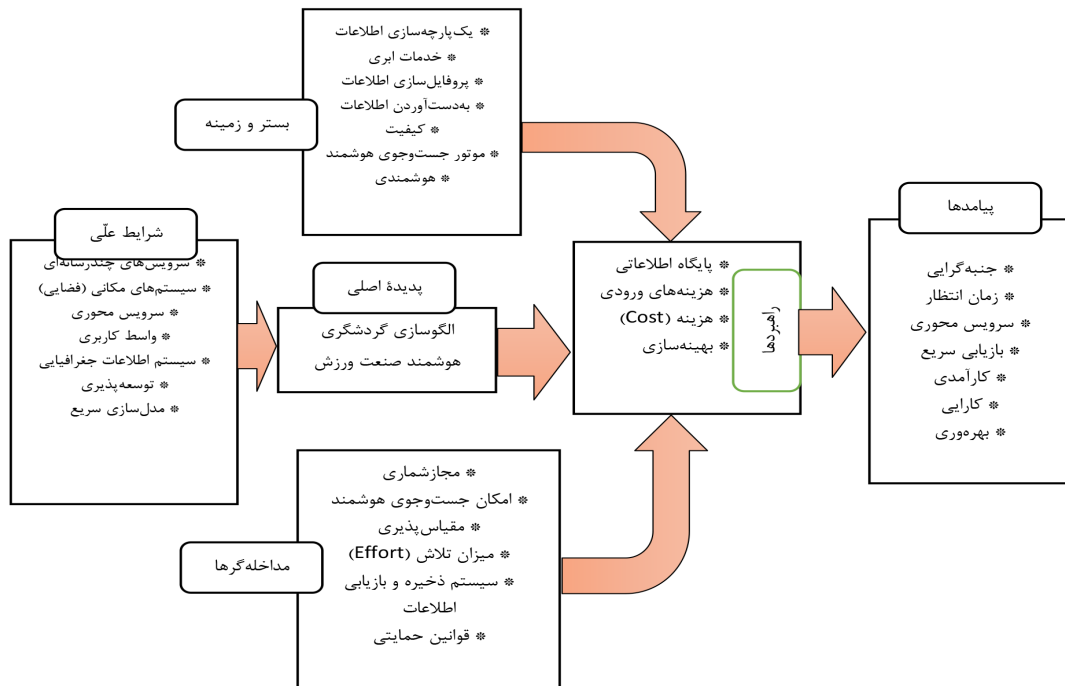 بستر و زمینه
❊ یک‌پارچه‌سازی اطلاعات
❊ خدمات ابری
❊ پروفایل‌سازی اطلاعات
❊ به‌دست‌آوردن اطلاعات
❊ کیفیت
❊ موتور جست‌وجوی هوشمند
❊ هوشمندی
شرایط علّی
❊ سرویس‌های چندرسانه‌ای
❊ سیستم‌های مکانی (فضایی)
❊ سرویس محوری
❊ واسط کاربری
❊ سیستم اطلاعات جغرافیایی
❊ توسعه‌پذیری
❊ مدل‌سازی سریع
پدیدۀ اصلی
الگوسازی گردشگری
هوشمند صنعت ورزش
راهبردها
❊ پایگاه اطلاعاتی
❊ هزینه‌های ورودی
❊ هزینه (Cost)
❊ بهینه‌سازی
پیامدها
❊ جنبه‌گرایی
❊ زمان انتظار
❊ سرویس محوری
❊ بازیابی سریع
❊ کارآمدی
❊ کارایی
❊ بهره‌وری
مداخله‌گرها
❊ مجازشماری
❊ امکان جست‌وجوی هوشمند
❊ مقیاس‌پذیری
❊ میزان تلاش (Effort)
❊ سیستم ذخیره و بازیابی
اطلاعات
❊ قوانین حمایتی